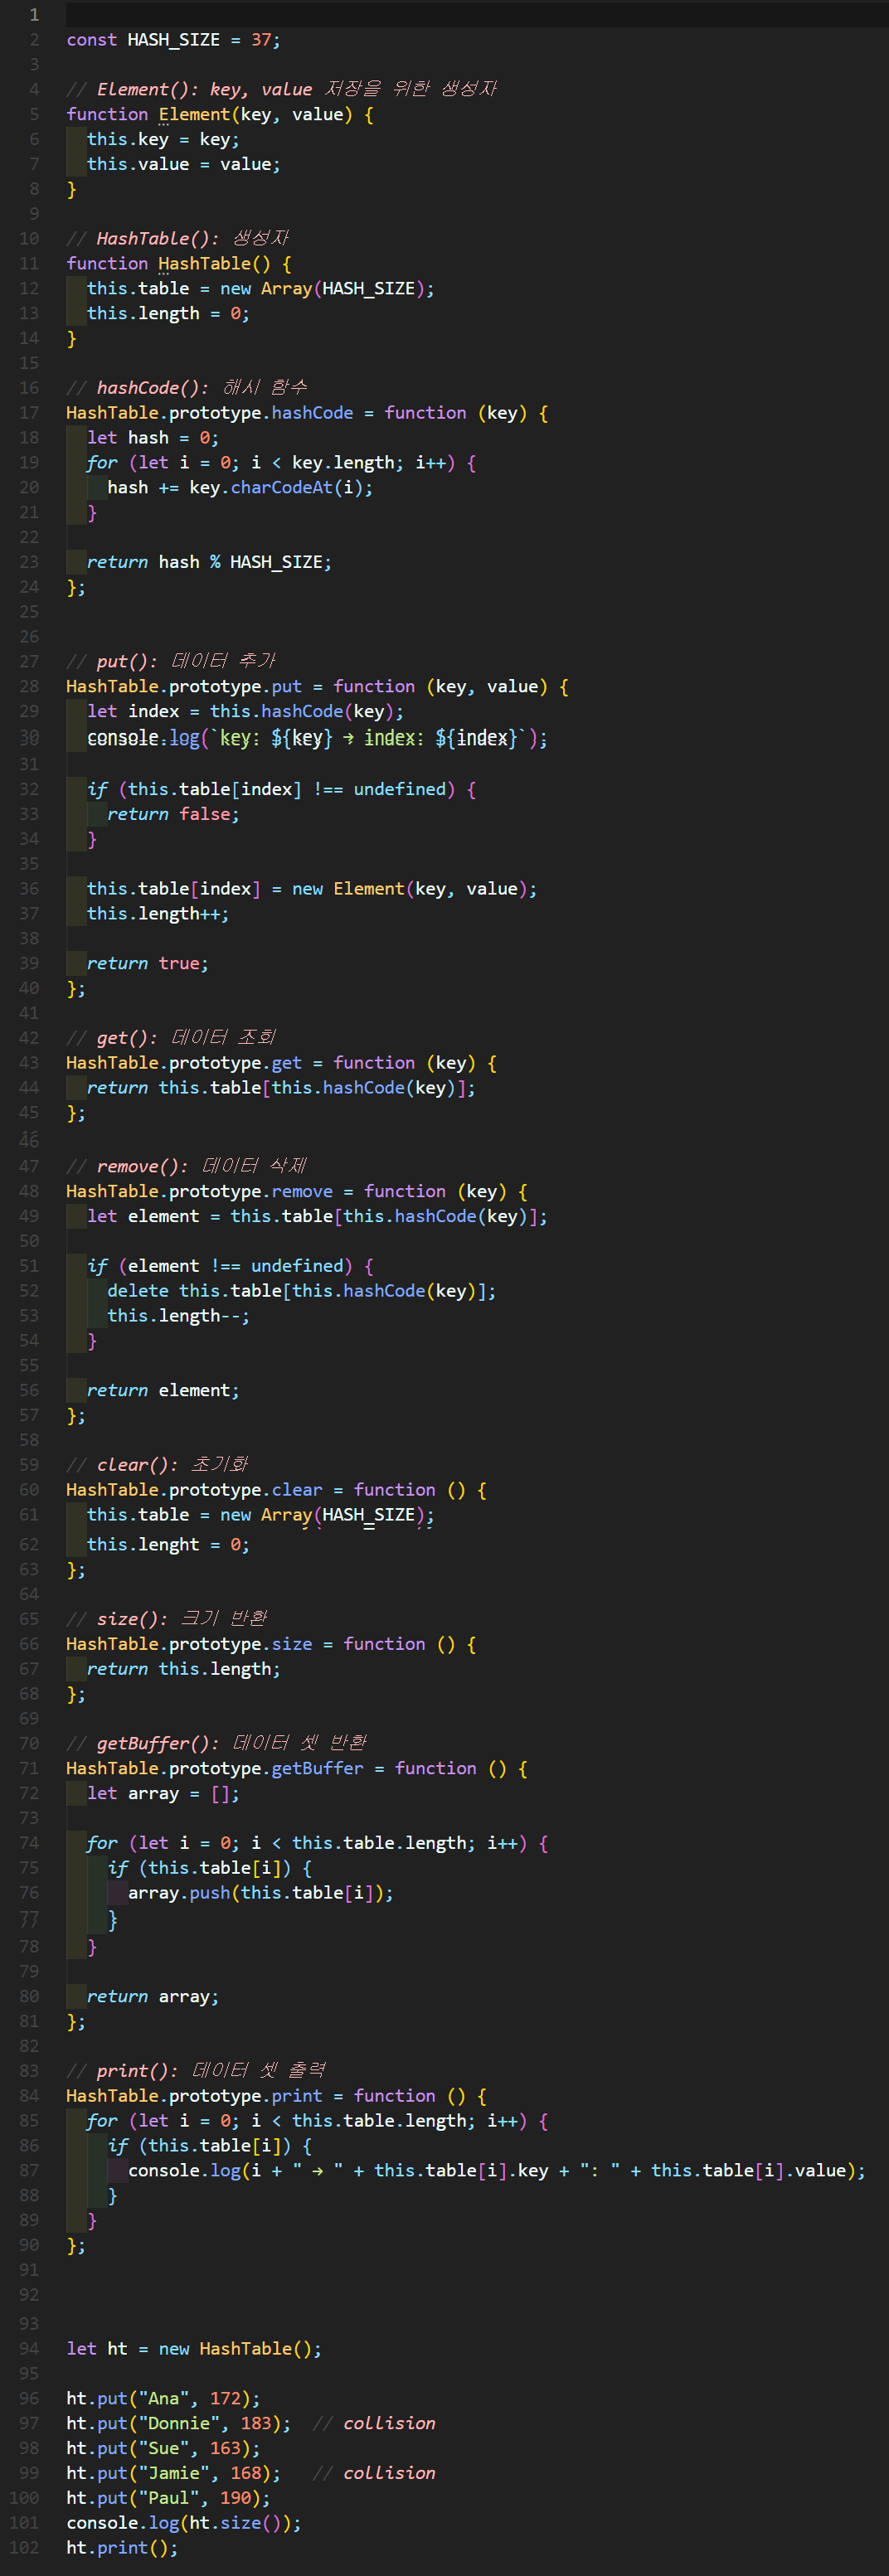 1
2 const HASH_SIZE = 37;
3
4 // Element(): key, value 저장을 위한 생성자
5 function Element(key, value) {
6   this.key = key;
7   this.value = value;
8 }
9
10 // HashTable(): 생성자
11 function HashTable() {
12   this.table = new Array(HASH_SIZE);
13   this.length = 0;
14 }
15
16 // hashCode(): 해시 함수
17 HashTable.prototype.hashCode = function (key) {
18   let hash = 0;
19   for (let i = 0; i < key.length; i++) {
20     hash += key.charCodeAt(i);
21   }
22
23   return hash % HASH_SIZE;
24 };
25
26
27 // put(): 데이터 추가
28 HashTable.prototype.put = function (key, value) {
29   let index = this.hashCode(key);
30   console.log(`key: ${key} → index: ${index}`);
31
32   if (this.table[index] !== undefined) {
33     return false;
34   }
35
36   this.table[index] = new Element(key, value);
37   this.length++;
38
39   return true;
40 };
41
42 // get(): 데이터 조회
43 HashTable.prototype.get = function (key) {
44   return this.table[this.hashCode(key)];
45 };
46
47 // remove(): 데이터 삭제
48 HashTable.prototype.remove = function (key) {
49   let element = this.table[this.hashCode(key)];
50
51   if (element !== undefined) {
52     delete this.table[this.hashCode(key)];
53     this.length--;
54   }
55
56   return element;
57 };
58
59 // clear(): 초기화
60 HashTable.prototype.clear = function () {
61   this.table = new Array(HASH_SIZE);
62   this.lenght = 0;
63 };
64
65 // size(): 크기 반환
66 HashTable.prototype.size = function () {
67   return this.length;
68 };
69
70 // getBuffer(): 데이터 셋 반환
71 HashTable.prototype.getBuffer = function () {
72   let array = [];
73
74   for (let i = 0; i < this.table.length; i++) {
75     if (this.table[i]) {
76       array.push(this.table[i]);
77     }
78   }
79
80   return array;
81 };
82
83 // print(): 데이터 셋 출력
84 HashTable.prototype.print = function () {
85   for (let i = 0; i < this.table.length; i++) {
86     if (this.table[i]) {
87       console.log(i + " → " + this.table[i].key + ": " + this.table[i].value);
88     }
89   }
90 };
91
92
93
94 let ht = new HashTable();
95
96 ht.put("Ana", 172);
97 ht.put("Donnie", 183);  // collision
98 ht.put("Sue", 163);
99 ht.put("Jamie", 168);   // collision
100 ht.put("Paul", 190);
101 console.log(ht.size());
102 ht.print();